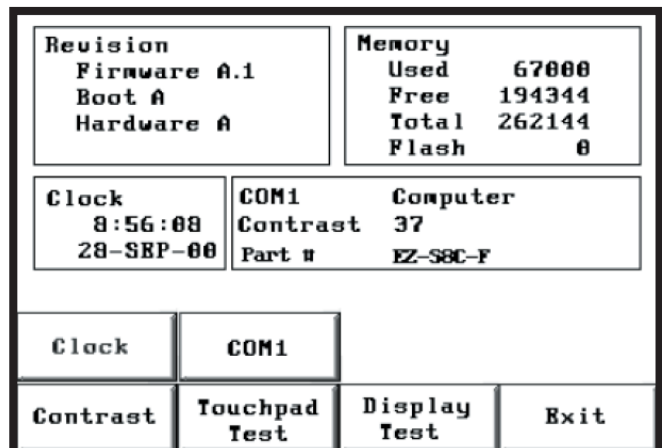 Revision
Firmware A.1
Boot A
Hardware A
Memory
Used 67800
Free 194344
Total 262144
Flash 0
Clock
8:56:08
28-SEP-00
COM1 Computer
Contrast 37
Part # EZ-S8C-F
Clock
COM1
Contrast
Touchpad
Test
Display
Test
Exit